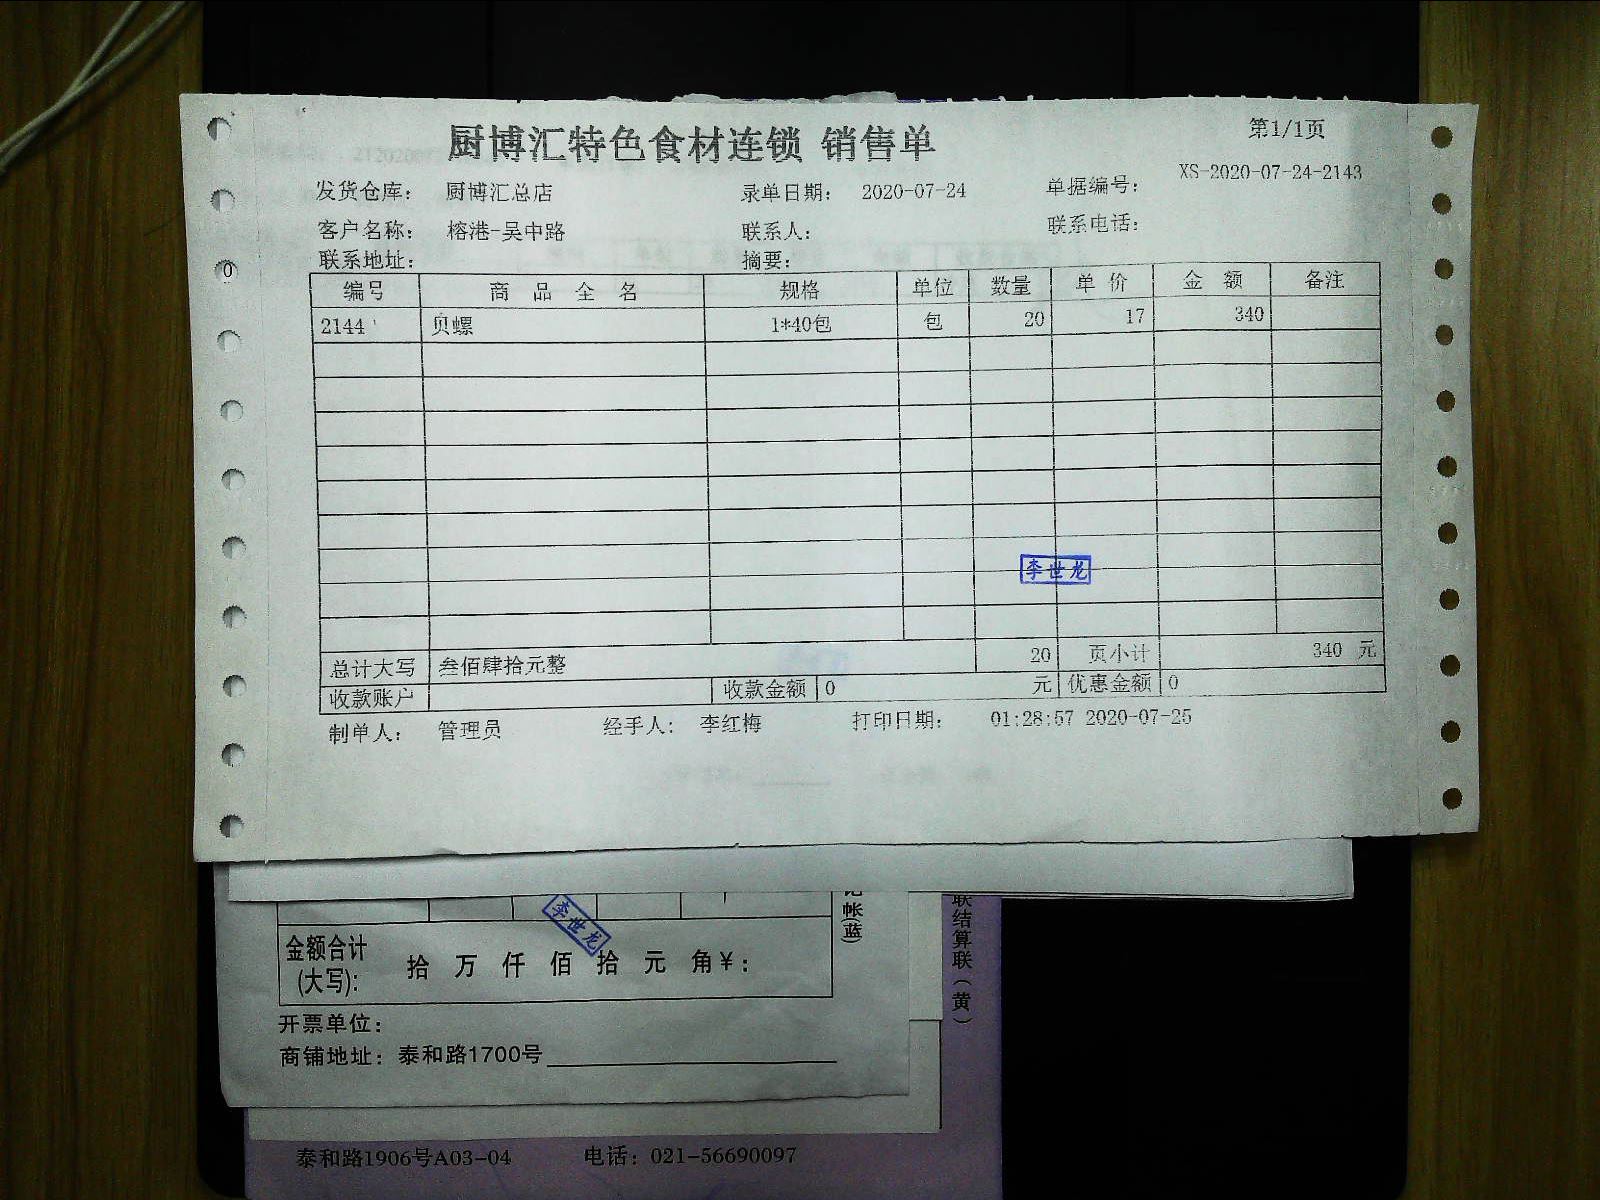 厨博汇特色食材连锁 销售单
第1/1页
发货仓库： 厨博汇总店 录单日期： 2020-07-24 单据编号： XS-2020-07-24-2143
客户名称： 榕港-吴中路 联系人： 联系电话：
联系地址： 摘要：
编号 商品全名 规格 单位 数量 单价 金额 备注
2144 贝螺 1*40包 包 20 17 340
李世龙
总计大写 叁佰肆拾元整 20 页小计 340 元
收款账户 收款金额 0 元 优惠金额 0
制单人： 管理员 经手人： 李红梅 打印日期： 01:28:57 2020-07-25
李世龙
帐(蓝)
联结算联（黄）
金额合计
(大写): 拾 万 仟 佰 拾 元 角￥:
开票单位：
商铺地址：泰和路1700号
泰和路1906号A03-04 电话：021-56690097